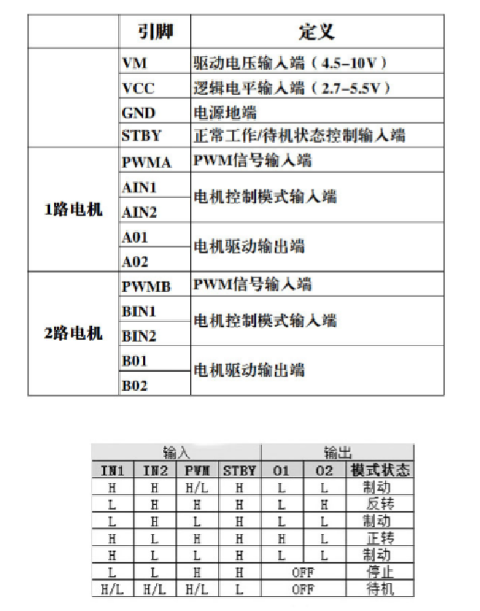 引脚 定义
VM 驱动电压输入端（4.5-10V）
VCC 逻辑电平输入端（2.7-5.5V）
GND 电源地端
STBY 正常工作/待机状态控制输入端
1路电机
PWMA PWM信号输入端
AIN1
电机控制模式输入端
AIN2
A01
电机驱动输出端
A02
2路电机
PWMB PWM信号输入端
BIN1
电机控制模式输入端
BIN2
B01
电机驱动输出端
B02
输入 输出
IN1 IN2 PWM STBY O1 O2 模式状态
H H H/L H L L 制动
L H H H L H 反转
L H L H L L 制动
H L H H H L 正转
H L L H L L 制动
L L H H OFF 停止
H/L H/L H/L L OFF 待机